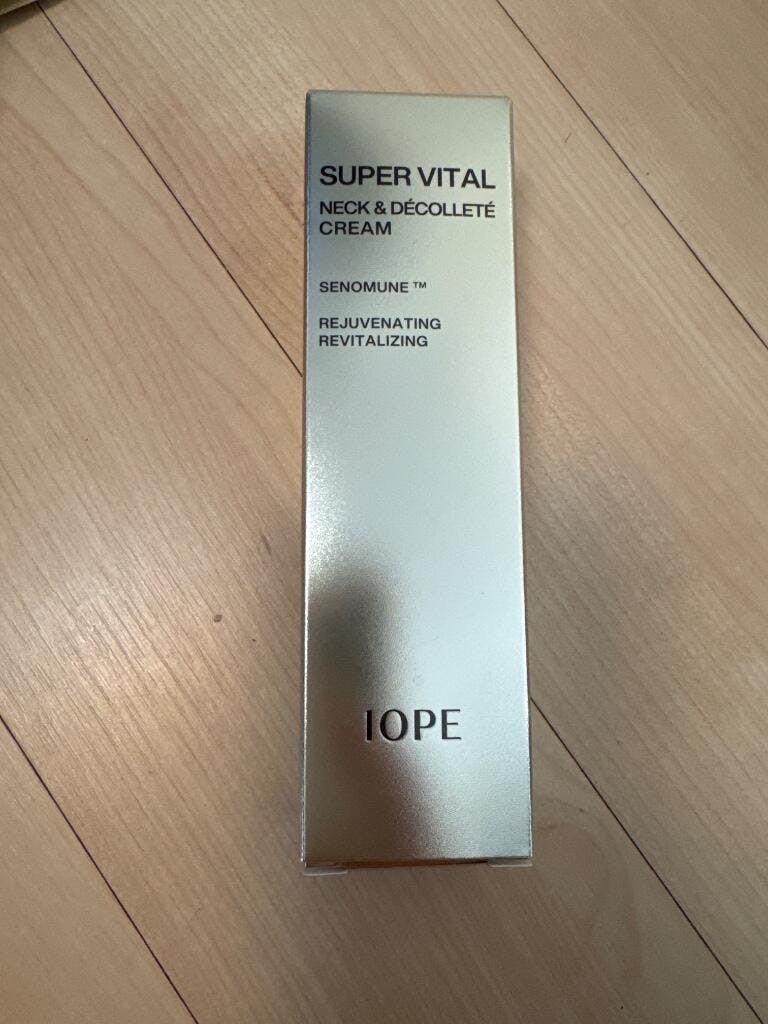 SUPER VITAL
NECK & DÉCOLLETÉ
CREAM
SENOMUNE ™
REJUVENATING
REVITALIZING
IOPE